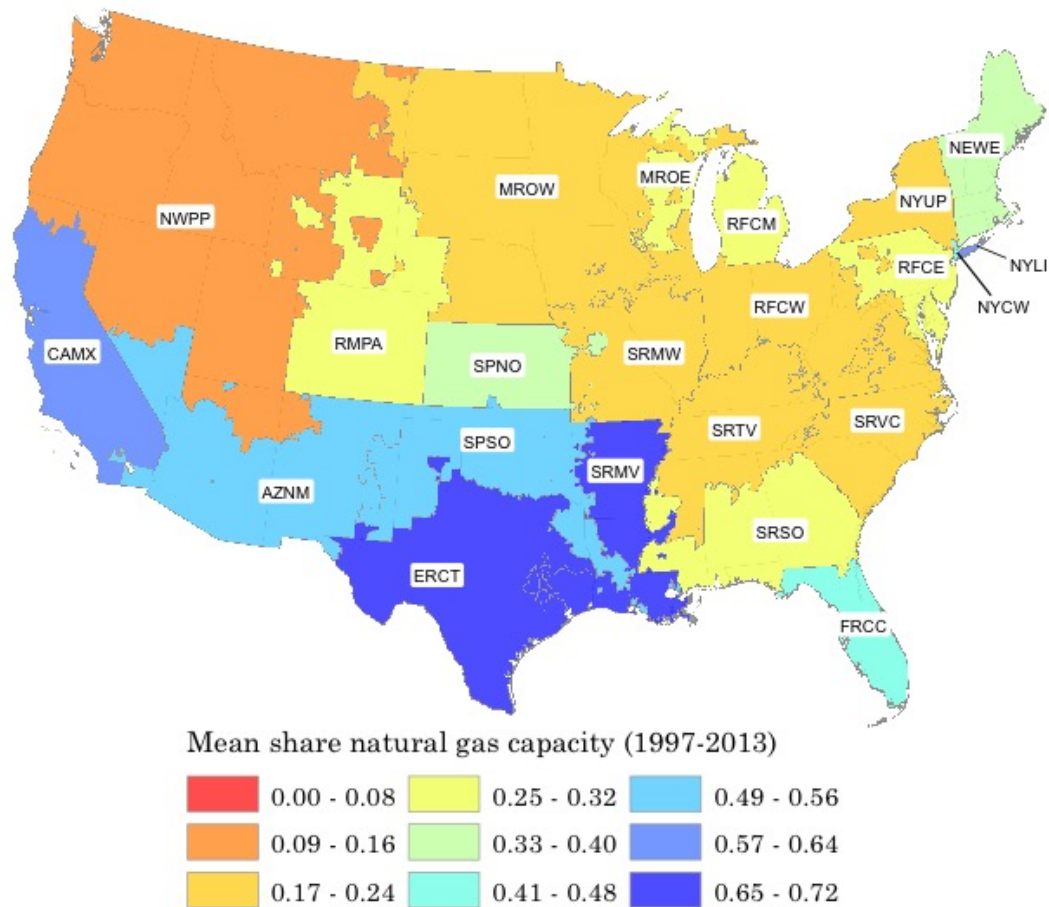 NEWE
MROW
MROE
NYUP
NWPP
RFCM
RFCE
NYLI
NYCW
RFCW
RMPA
CAMX
SRMW
SPNO
SRTV
SRVC
SPSO
SRMV
AZNM
SRSO
ERCT
FRCC
Mean share natural gas capacity (1997-2013)
0.00 - 0.08 0.25 - 0.32 0.49 - 0.56
0.09 - 0.16 0.33 - 0.40 0.57 - 0.64
0.17 - 0.24 0.41 - 0.48 0.65 - 0.72